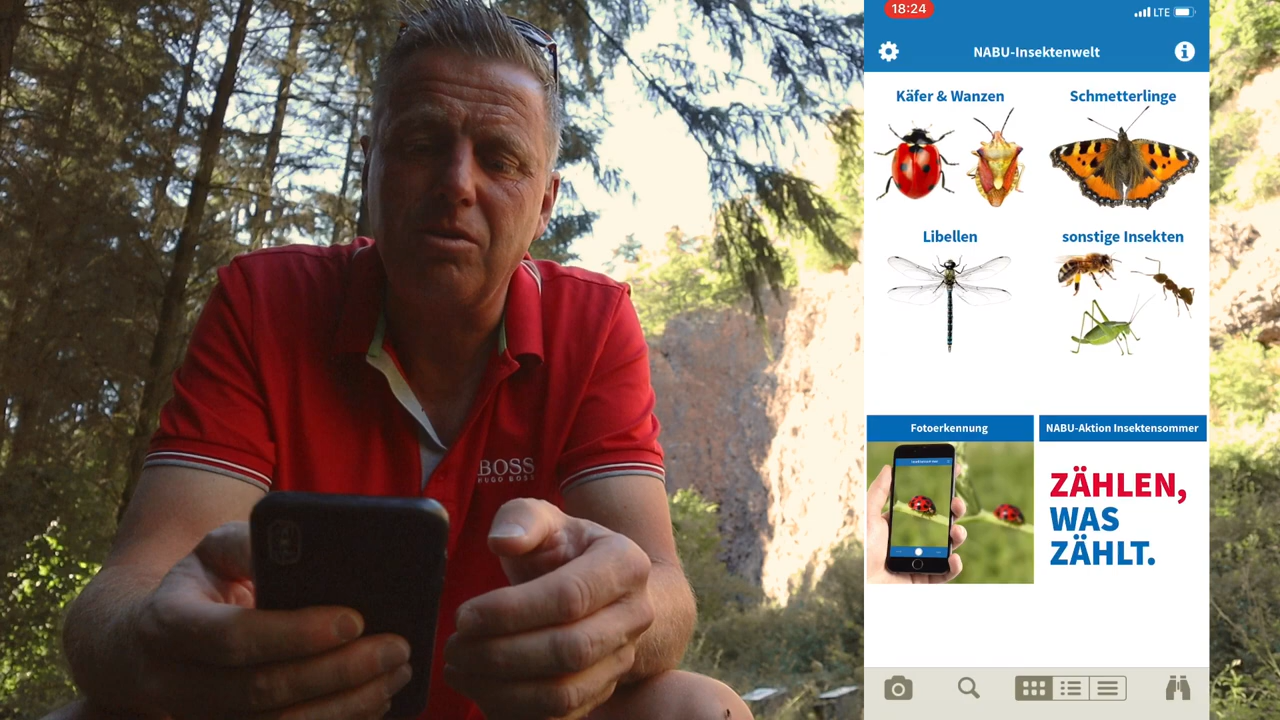 18:24
LTE
NABU-Insektenwelt
Käfer & Wanzen
Schmetterlinge
Libellen
sonstige Insekten
Fotoerkennung
NABU-Aktion Insektensommer
ZÄHLEN,
WAS
ZÄHLT.
BOSS
HUGO BOSS